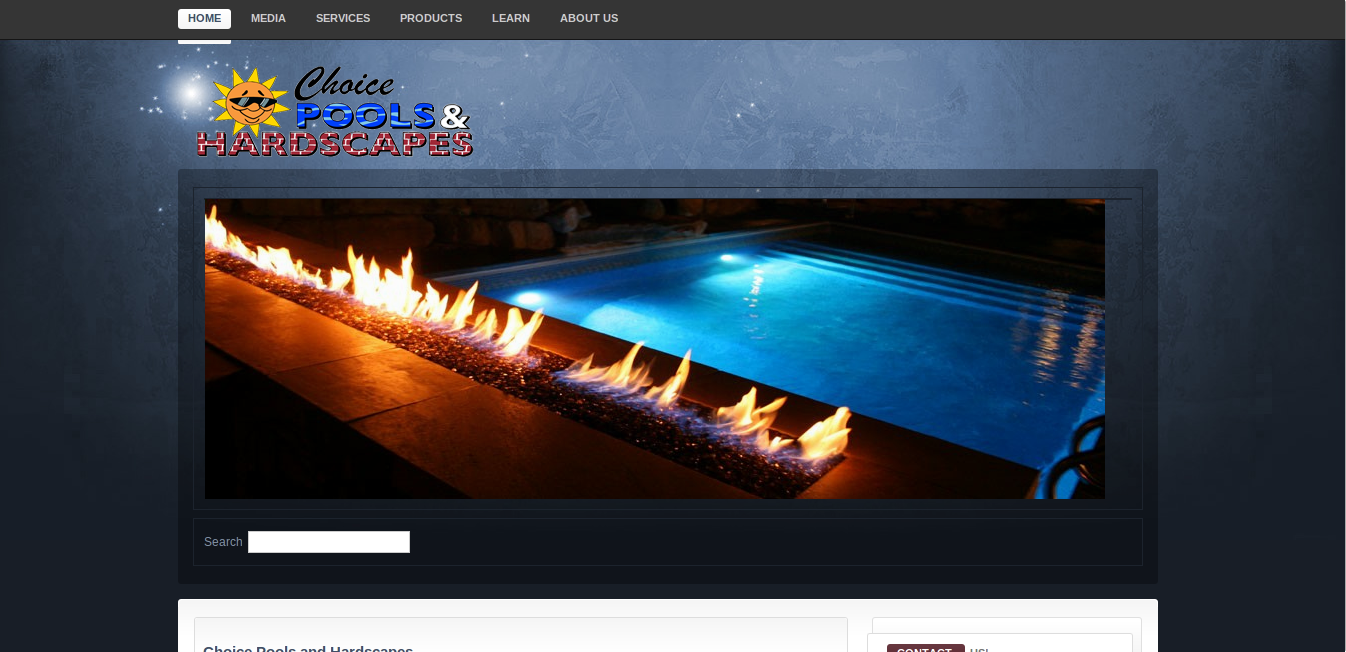 HOME MEDIA SERVICES PRODUCTS LEARN ABOUT US
Choice
POOLS &
HARDSCAPES
Search
Choice Pools and Hardscapes
CONTACT US!